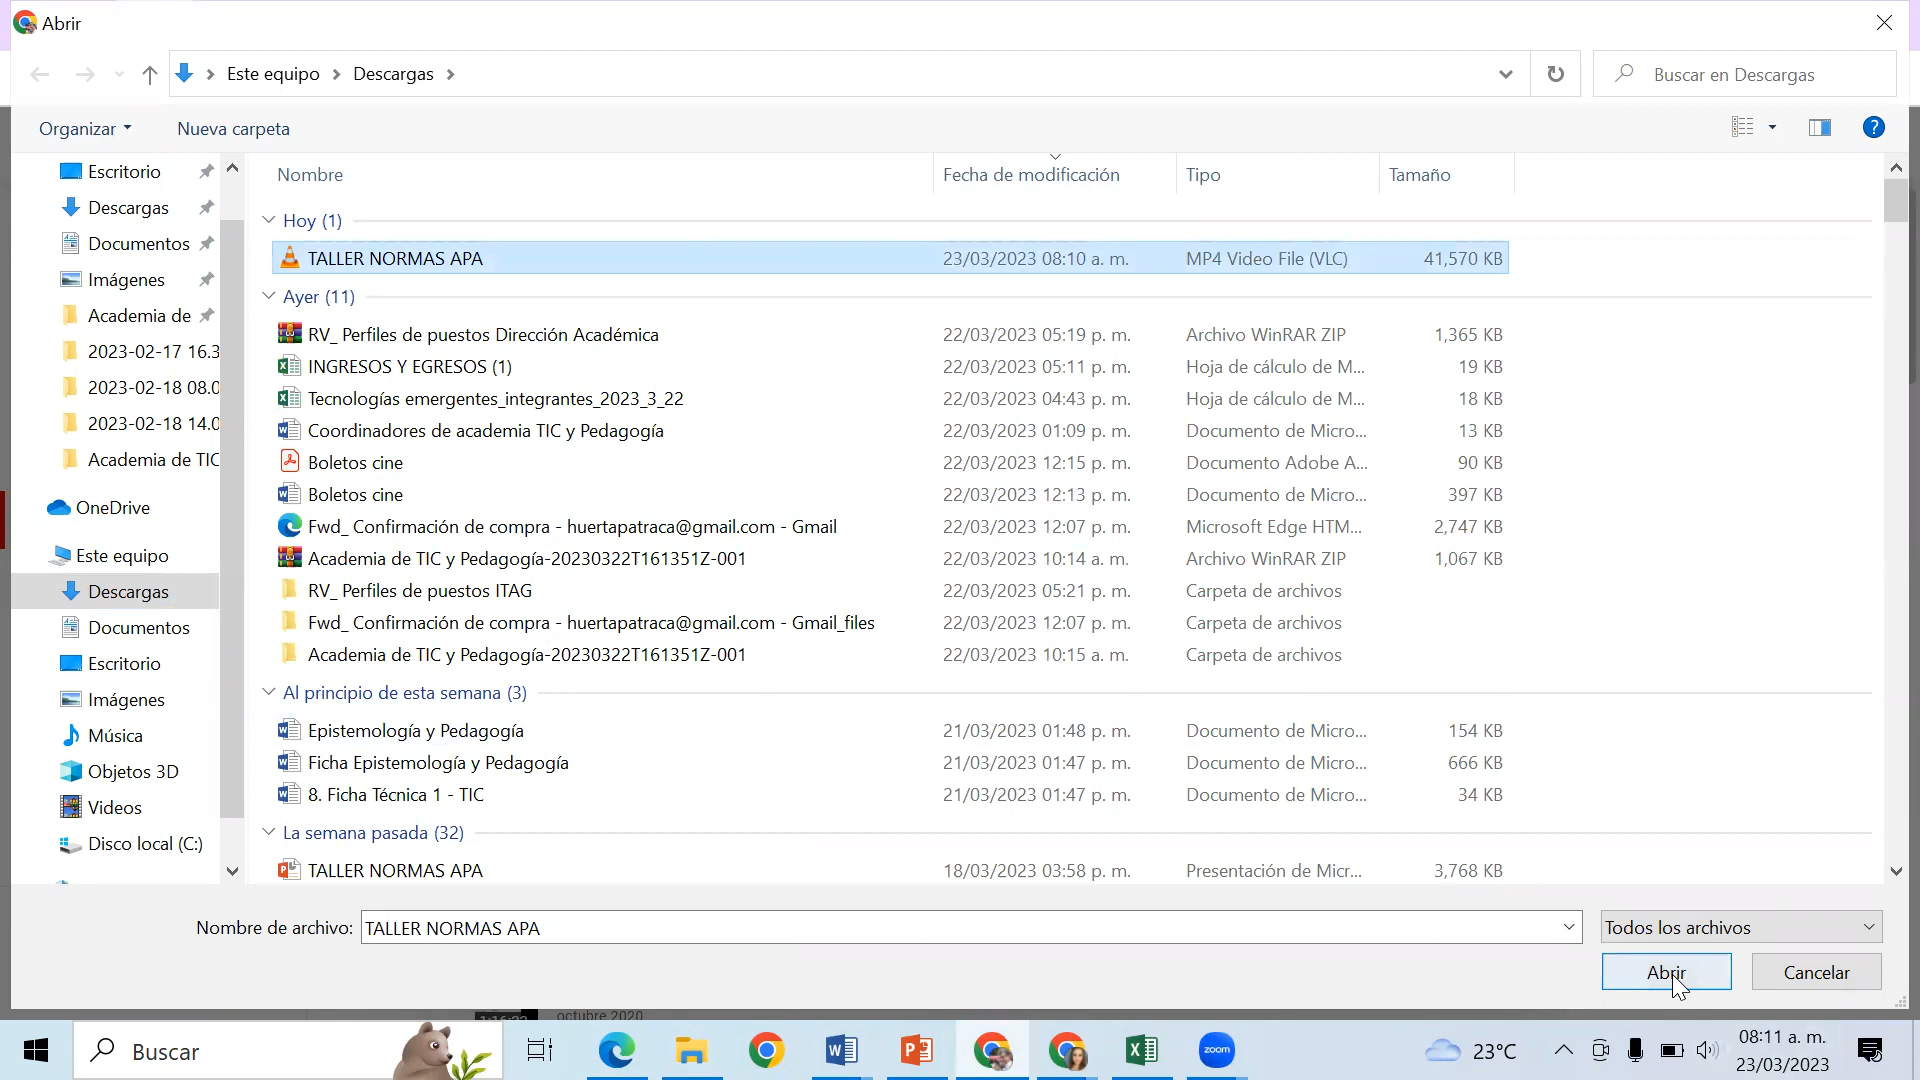 Abrir
Este equipo
Descargas
Buscar en Descargas
Organizar
Nueva carpeta
Escritorio
Descargas
Documentos
Imágenes
Academia de
2023-02-17 16.3
2023-02-18 08.0
2023-02-18 14.0
Academia de TIC
OneDrive
Este equipo
Descargas
Documentos
Escritorio
Imágenes
Música
Objetos 3D
Videos
Disco local (C:)
Nombre Fecha de modificación Tipo Tamaño
Hoy (1)
TALLER NORMAS APA 23/03/2023 08:10 a. m. MP4 Video File (VLC) 41,570 KB
Ayer (11)
RV_ Perfiles de puestos Dirección Académica 22/03/2023 05:19 p. m. Archivo WinRAR ZIP 1,365 KB
INGRESOS Y EGRESOS (1) 22/03/2023 05:11 p. m. Hoja de cálculo de M... 19 KB
Tecnologías emergentes_integrantes_2023_3_22 22/03/2023 04:43 p. m. Hoja de cálculo de M... 18 KB
Coordinadores de academia TIC y Pedagogía 22/03/2023 01:09 p. m. Documento de Micro... 13 KB
Boletos cine 22/03/2023 12:15 p. m. Documento Adobe A... 90 KB
Boletos cine 22/03/2023 12:13 p. m. Documento de Micro... 397 KB
Fwd_ Confirmación de compra - huertapatraca@gmail.com - Gmail 22/03/2023 12:07 p. m. Microsoft Edge HTM... 2,747 KB
Academia de TIC y Pedagogía-20230322T161351Z-001 22/03/2023 10:14 a. m. Archivo WinRAR ZIP 1,067 KB
RV_ Perfiles de puestos ITAG 22/03/2023 05:21 p. m. Carpeta de archivos
Fwd_ Confirmación de compra - huertapatraca@gmail.com - Gmail_files 22/03/2023 12:07 p. m. Carpeta de archivos
Academia de TIC y Pedagogía-20230322T161351Z-001 22/03/2023 10:15 a. m. Carpeta de archivos
Al principio de esta semana (3)
Epistemología y Pedagogía 21/03/2023 01:48 p. m. Documento de Micro... 154 KB
Ficha Epistemología y Pedagogía 21/03/2023 01:47 p. m. Documento de Micro... 666 KB
8. Ficha Técnica 1 - TIC 21/03/2023 01:47 p. m. Documento de Micro... 34 KB
La semana pasada (32)
TALLER NORMAS APA 18/03/2023 03:58 p. m. Presentación de Micr... 3,768 KB
Nombre de archivo: TALLER NORMAS APA Todos los archivos
Abrir Cancelar
octubre 2020
Buscar
zoom
23°C
08:11 a. m.
23/03/2023